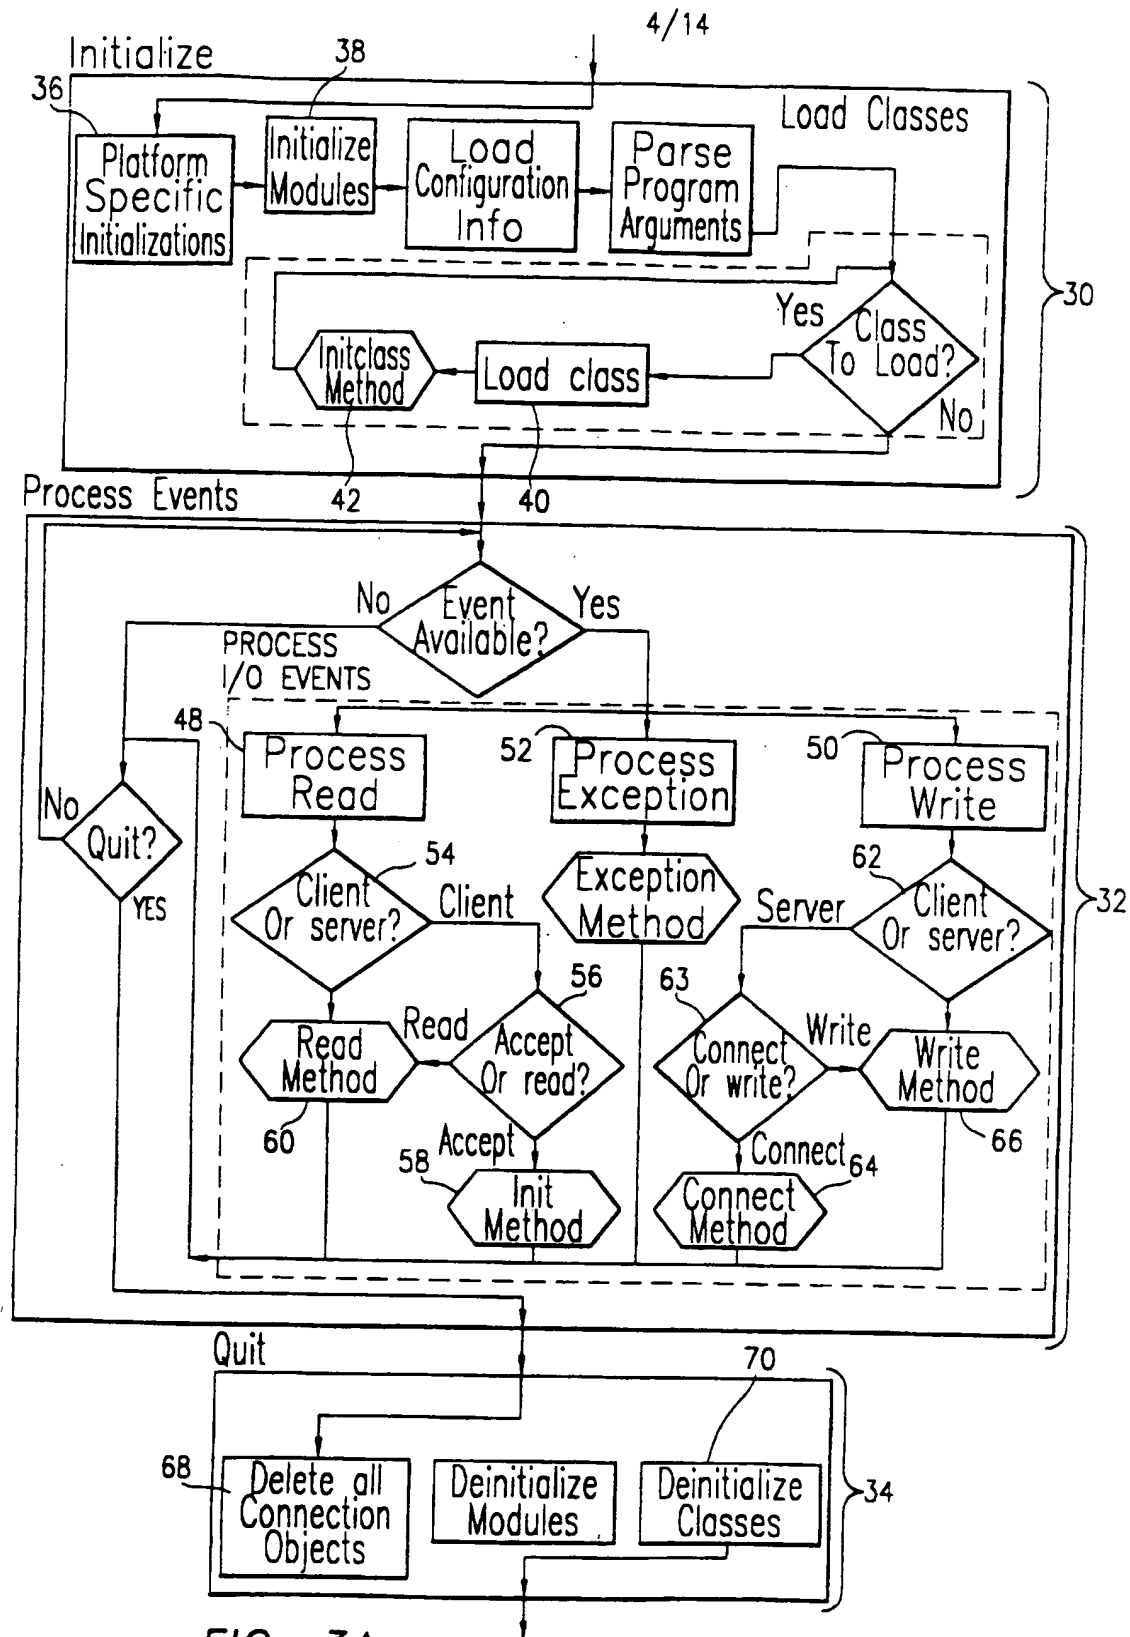 4/14
Initialize
38
36
Load Classes
Platform
Specific
Initializations
Initialize
Modules
Load
Configuration
Info
Parse
Program
Arguments
30
Yes
Class
To Load?
No
Initclass
Method
Load class
42
40
Process Events
No
Event
Available?
Yes
PROCESS
I/O EVENTS
48
Process
Read
52
Process
Exception
50
Process
Write
No
Quit?
YES
54
Client
Or server?
Client
Exception
Method
Server
62
Client
Or server?
32
56
63
Read
Method
Read
Accept
Or read?
Connect
Or write?
Write
Write
Method
60
Accept
58
Init
Method
Connect
64
Connect
Method
66
Quit
70
68
Delete all
Connection
Objects
Deinitialize
Modules
Deinitialize
Classes
34